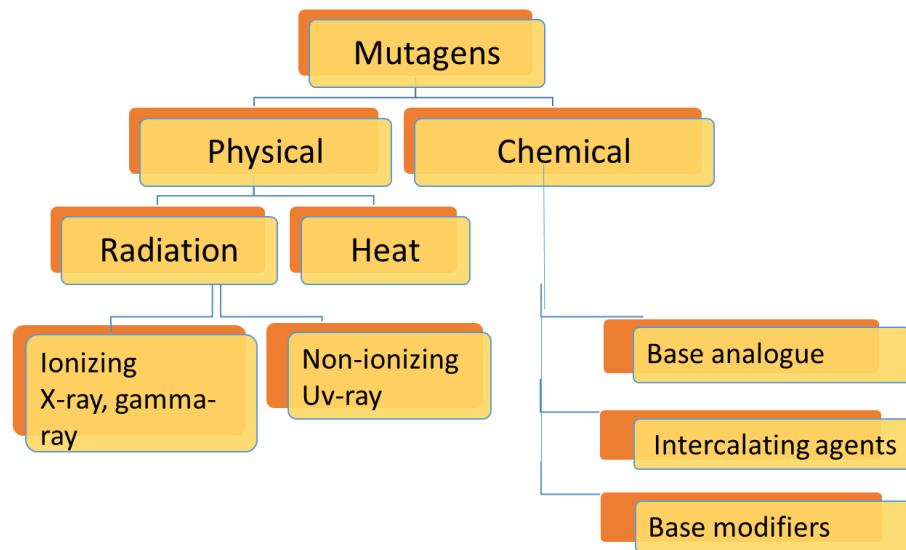 Mutagens
Physical
Chemical
Radiation
Heat
Ionizing
X-ray, gamma-
ray
Non-ionizing
Uv-ray
Base analogue
Intercalating agents
Base modifiers